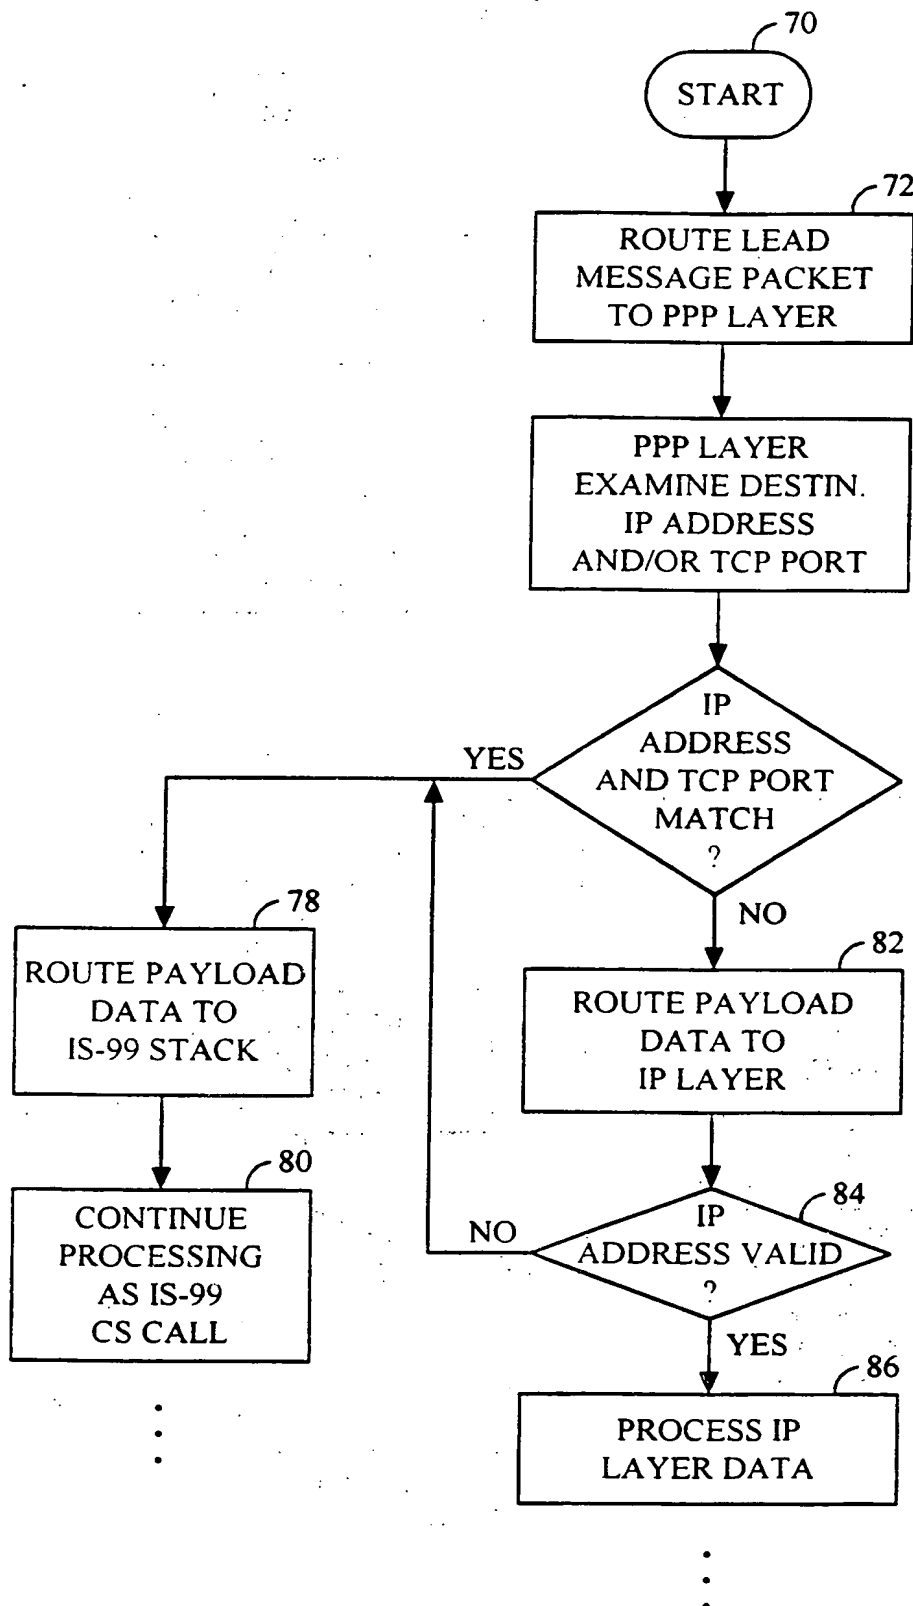 70
START
72
ROUTE LEAD
MESSAGE PACKET
TO PPP LAYER
PPP LAYER
EXAMINE DESTIN.
IP ADDRESS
AND/OR TCP PORT
IP
ADDRESS
AND TCP PORT
MATCH
?
YES
NO
78
ROUTE PAYLOAD
DATA TO
IS-99 STACK
82
ROUTE PAYLOAD
DATA TO
IP LAYER
80
CONTINUE
PROCESSING
AS IS-99
CS CALL
84
IP
ADDRESS VALID
?
NO
YES
86
PROCESS IP
LAYER DATA